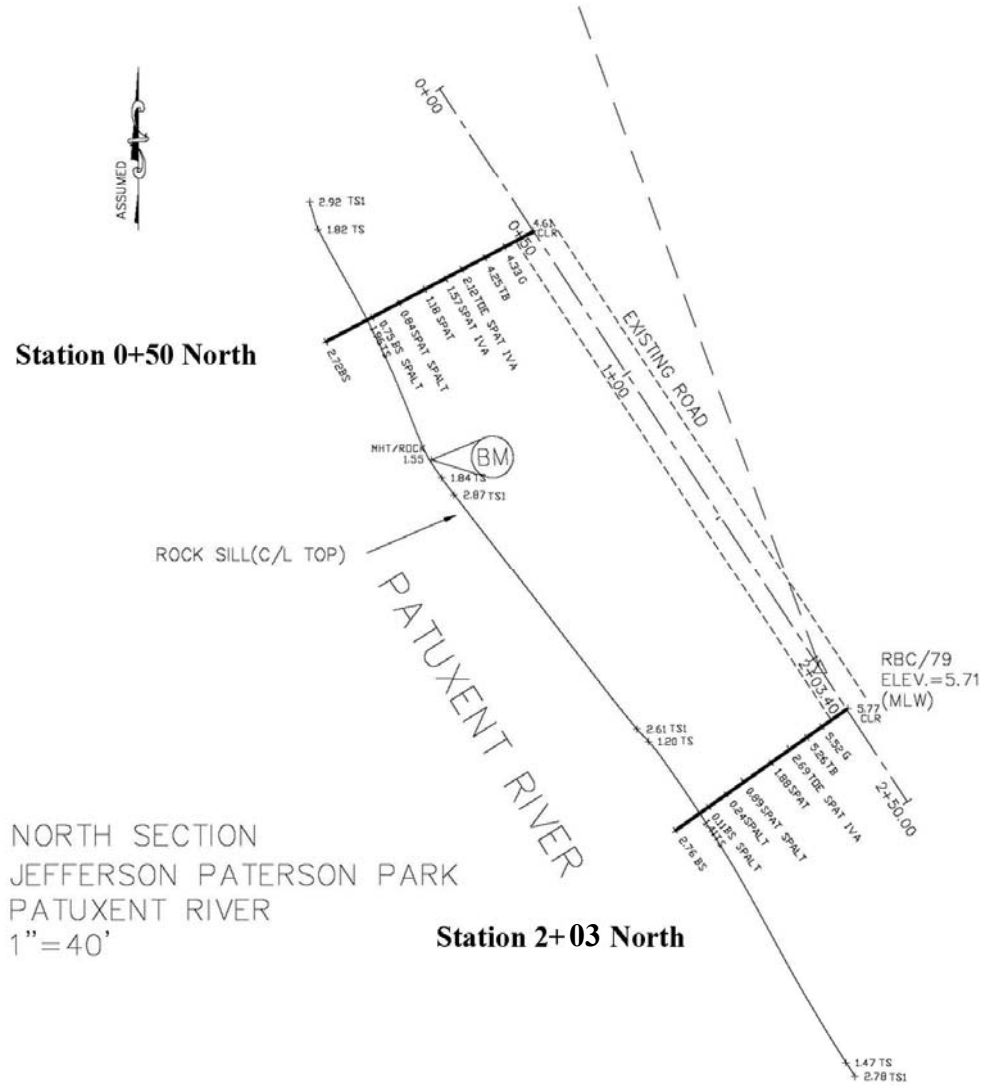 ASSUMED
0+00
2.92 TS1
1.82 TS
4.61
CLR
0+50
4.33 G
4.25 TB
2.12 TOE SPAT IVA
1.57 SPAT IVA
1.18 SPAT
0.84 SPAT SPALT
0.75 BS SPALT
1.96 TS
2.72 BS
Station 0+50 North
EXISTING ROAD
1+00
MHT/ROCK
1.55
BM
1.84 TS
2.87 TS1
ROCK SILL(C/L TOP)
PATUXENT RIVER
RBC/79
ELEV.=5.71
(MLW)
2+03.40
5.77
CLR
2.61 TS1
1.20 TS
5.52 G
5.26 TB
2.69 TOE SPAT IVA
1.88 SPAT
0.89 SPAT SPALT
0.24 SPALT
0.11 BS SPALT
1.41 TS
2.76 BS
2+50.00
NORTH SECTION
JEFFERSON PATERSON PARK
PATUXENT RIVER
1"=40'
Station 2+03 North
1.47 TS
2.78 TS1